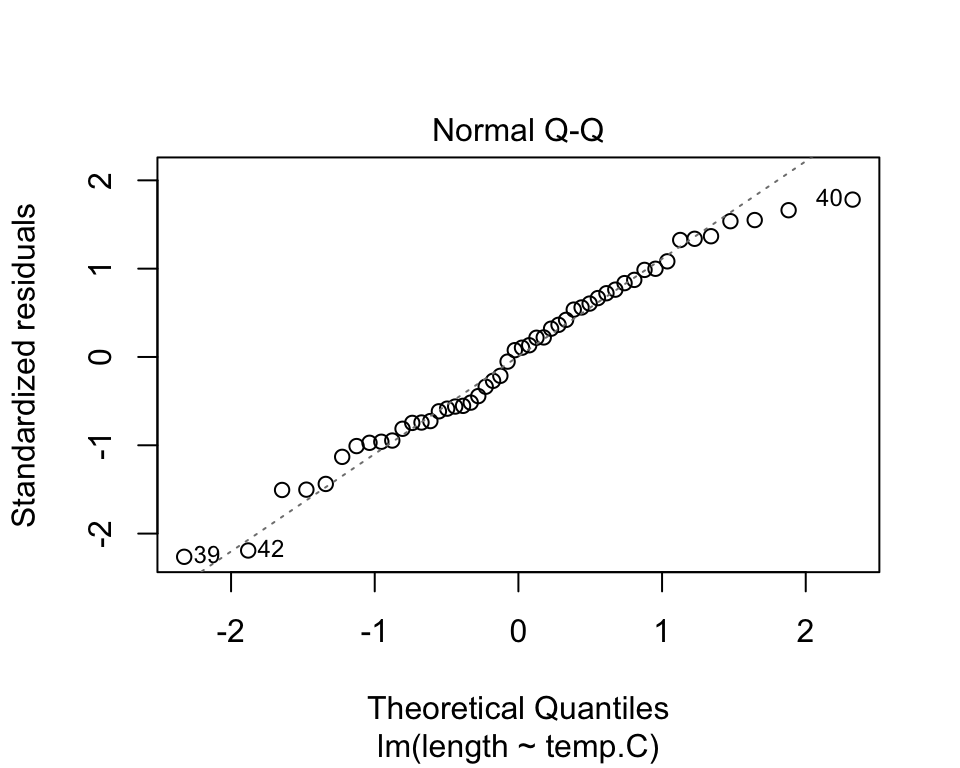 Normal Q-Q
Standardized residuals
2
1
0
-1
-2
40
39
42
-2 -1 0 1 2
Theoretical Quantiles
lm(length ~ temp.C)